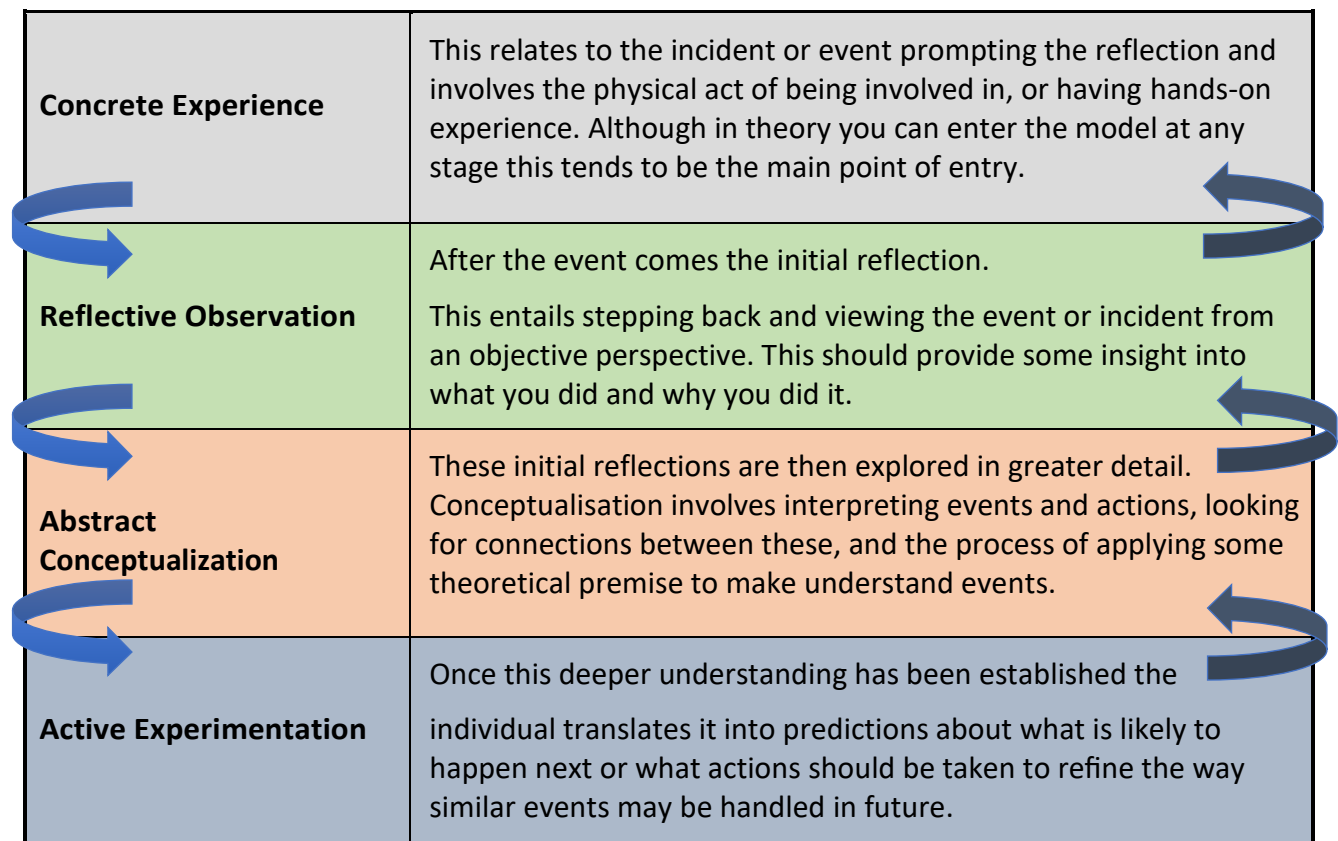 Concrete Experience
This relates to the incident or event prompting the reflection and
involves the physical act of being involved in, or having hands-on
experience. Although in theory you can enter the model at any
stage this tends to be the main point of entry.
Reflective Observation
After the event comes the initial reflection.
This entails stepping back and viewing the event or incident from
an objective perspective. This should provide some insight into
what you did and why you did it.
Abstract
Conceptualization
These initial reflections are then explored in greater detail.
Conceptualisation involves interpreting events and actions, looking
for connections between these, and the process of applying some
theoretical premise to make understand events.
Active Experimentation
Once this deeper understanding has been established the
individual translates it into predictions about what is likely to
happen next or what actions should be taken to refine the way
similar events may be handled in future.